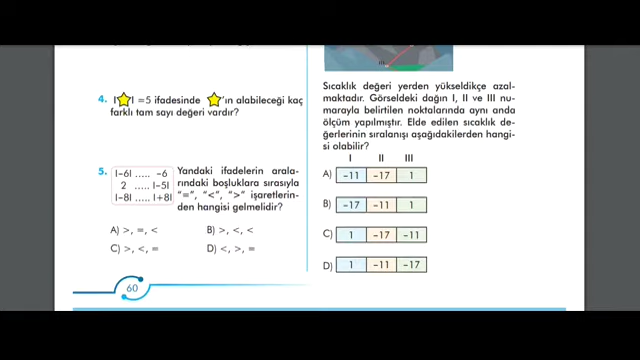 III
4. |⭐| =5 ifadesinde ⭐'ın alabileceği kaç
farklı tam sayı değeri vardır?
5. Yandaki ifadelerin arala-
rındaki boşluklara sırasıyla
"=", "<", ">" işaretlerin-
den hangisi gelmelidir?
|-6| ..... -6
2 ..... |-5|
|-8| ..... |+8|
A) >, =, <
B) >, <, <
C) >, <, =
D) <, >, =
60
Sıcaklık değeri yerden yükseldikçe azal-
maktadır. Görseldeki dağın I, II ve III nu-
marayla belirtilen noktalarında aynı anda
ölçüm yapılmıştır. Elde edilen sıcaklık de-
ğerlerinin sıralanışı aşağıdakilerden hangi-
si olabilir?
I II III
A) -11 -17 1
B) -17 -11 1
C) 1 -17 -11
D) 1 -11 -17